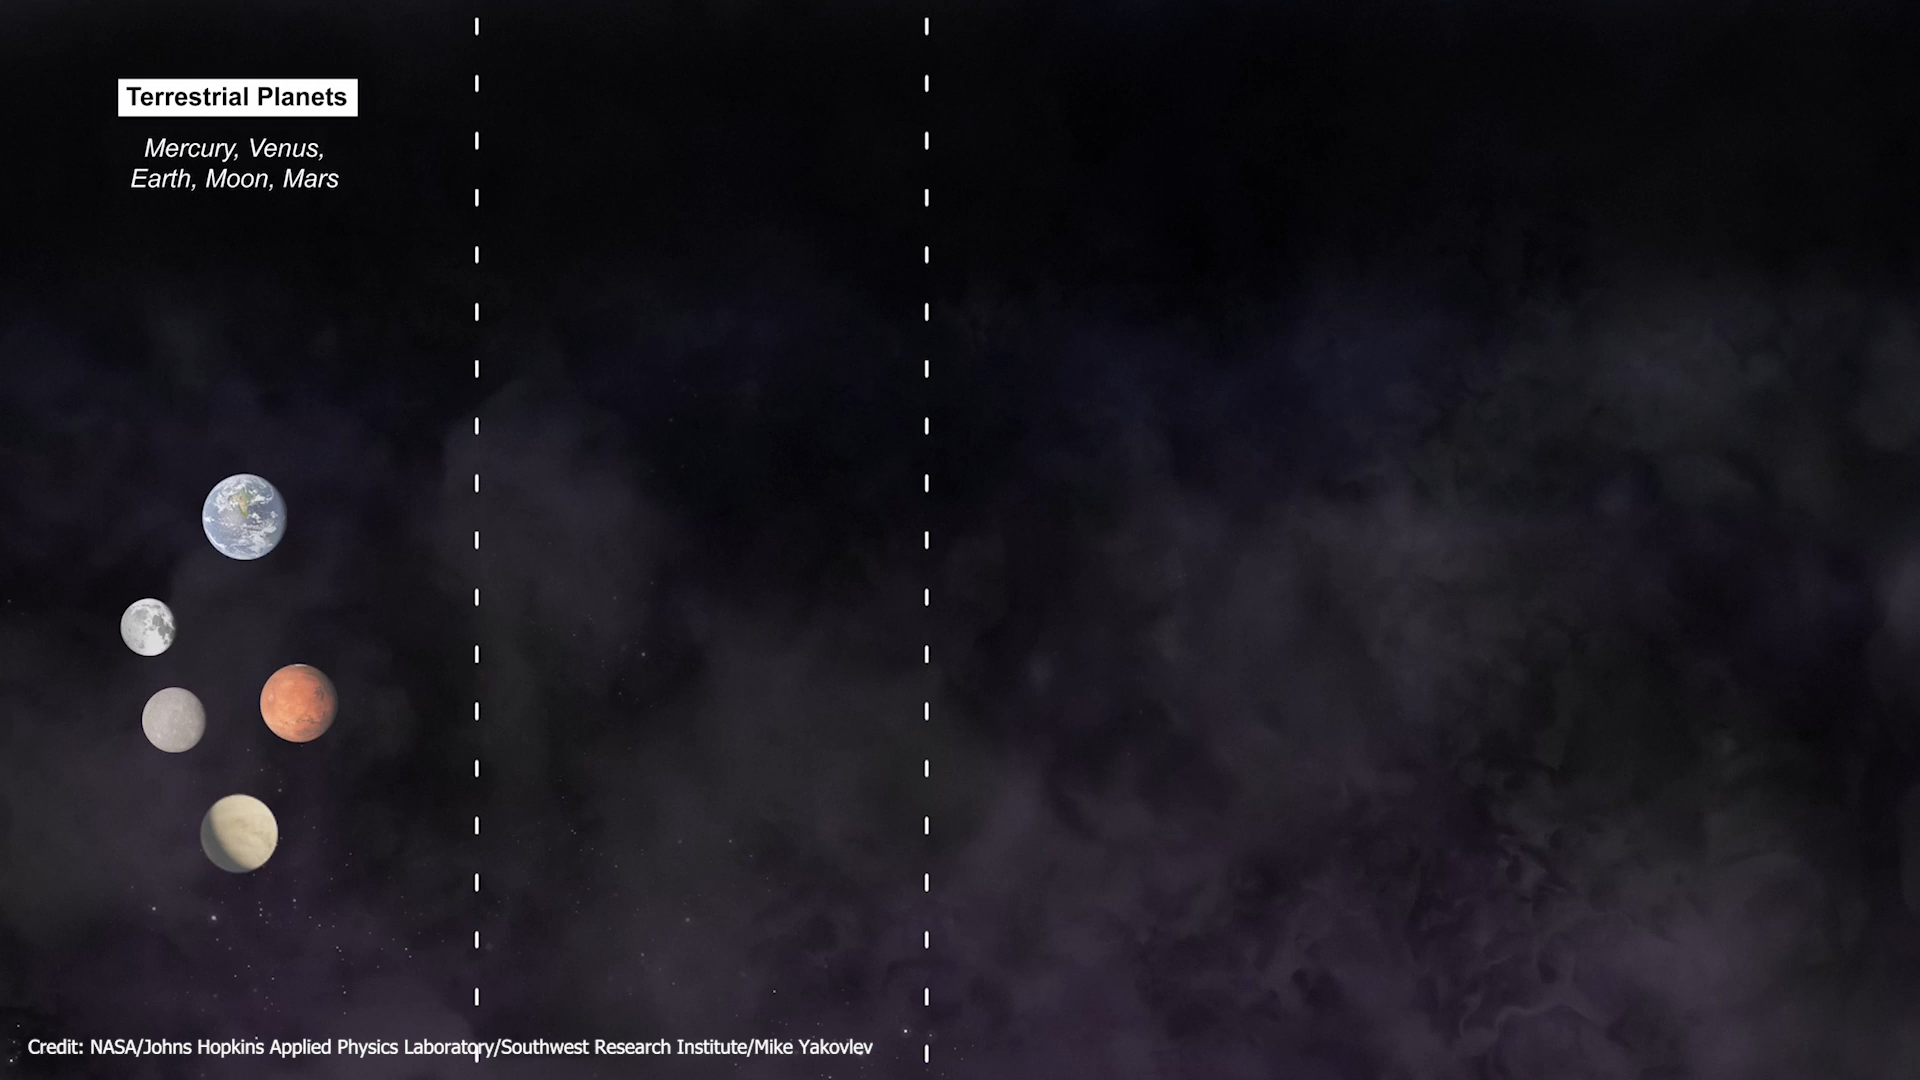 Terrestrial Planets
Mercury, Venus,
Earth, Moon, Mars
Credit: NASA/Johns Hopkins Applied Physics Laboratory/Southwest Research Institute/Mike Yakovlev